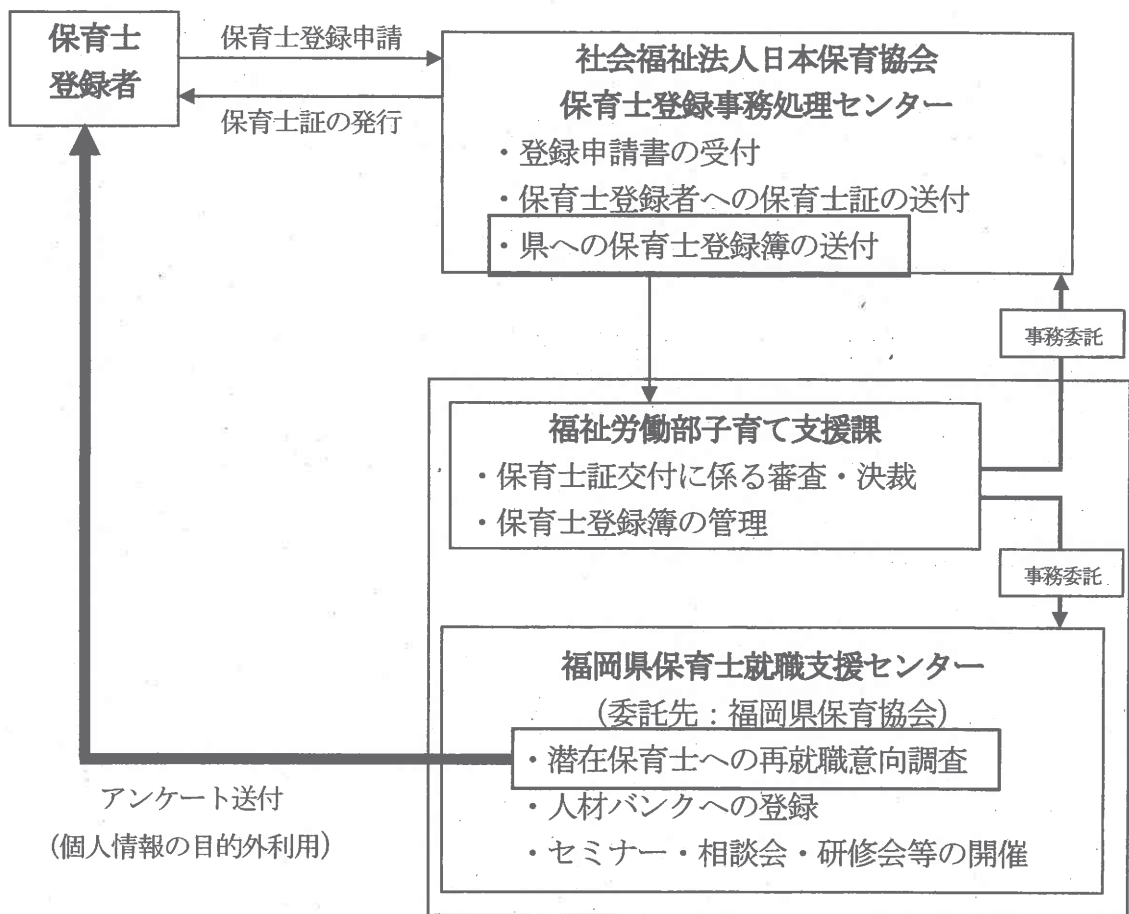 保育士
登録者
保育士登録申請
保育士証の発行
社会福祉法人日本保育協会
保育士登録事務処理センター
・登録申請書の受付
・保育士登録者への保育士証の送付
・県への保育士登録簿の送付
事務委託
福祉労働部子育て支援課
・保育士証交付に係る審査・決裁
・保育士登録簿の管理
事務委託
福岡県保育士就職支援センター
（委託先：福岡県保育協会）
・潜在保育士への再就職意向調査
・人材バンクへの登録
・セミナー・相談会・研修会等の開催
アンケート送付
（個人情報の目的外利用）